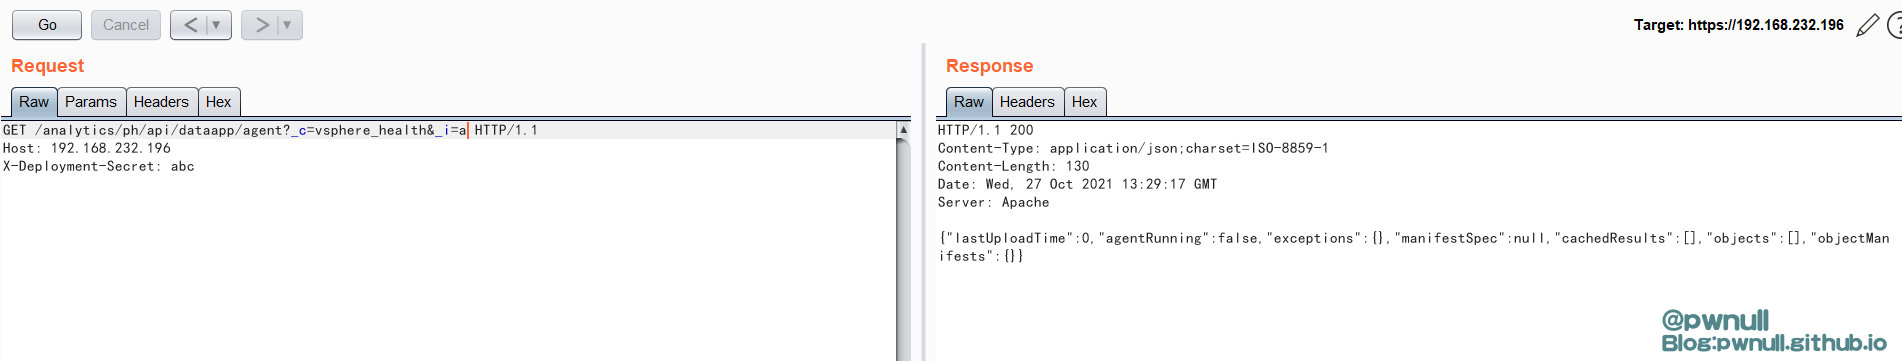 Go
Cancel
<
>
Target: https://192.168.232.196
?
Request
Response
Raw Params Headers Hex
Raw Headers Hex
GET /analytics/ph/api/dataapp/agent?_c=vsphere_health&_i=a HTTP/1.1
Host: 192.168.232.196
X-Deployment-Secret: abc
HTTP/1.1 200
Content-Type: application/json;charset=ISO-8859-1
Content-Length: 130
Date: Wed, 27 Oct 2021 13:29:17 GMT
Server: Apache
{"lastUploadTime":0,"agentRunning":false,"exceptions":{},"manifestSpec":null,"cachedResults":[],"objects":[],"objectMan
ifests":{}}
@pwnull
Blog:pwnull.github.io